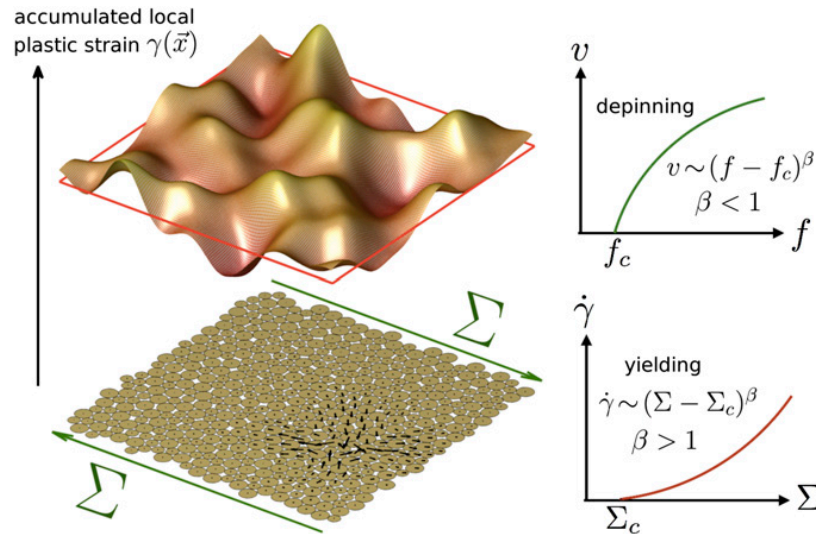 accumulated local
plastic strain γ(x⃗)
Σ
Σ
v
depinning
v ~ (f − f_c)^β
β < 1
f_c
f
γ̇
yielding
γ̇ ~ (Σ − Σ_c)^β
β > 1
Σ_c
Σ